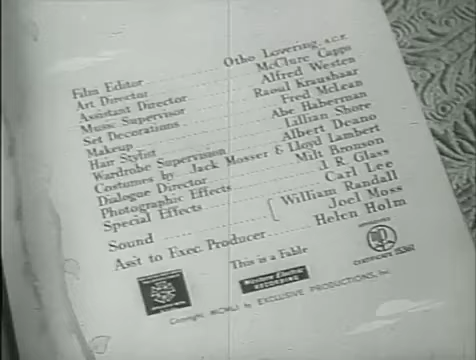 Film Editor Otho Lovering, A.C.E.
Art Director McClure Capps
Assistant Director Alfred Westen
Music Supervisor Raoul Kraushaar
Set Decorations Fred McLean
Makeup Abe Haberman
Hair Stylist Lillian Shore
Wardrobe Supervision Albert Deano
Costumes by Jack Mosser & Lloyd Lambert
Dialogue Director Milt Bronson
Photographic Effects J. R. Glass
Special Effects Carl Lee
Sound William Randall
Joel Moss
Asst to Exec Producer Helen Holm
This is a Fable
APPROVED
Western Electric
RECORDING
Copyright MCMLI by EXCLUSIVE PRODUCTIONS, Inc.